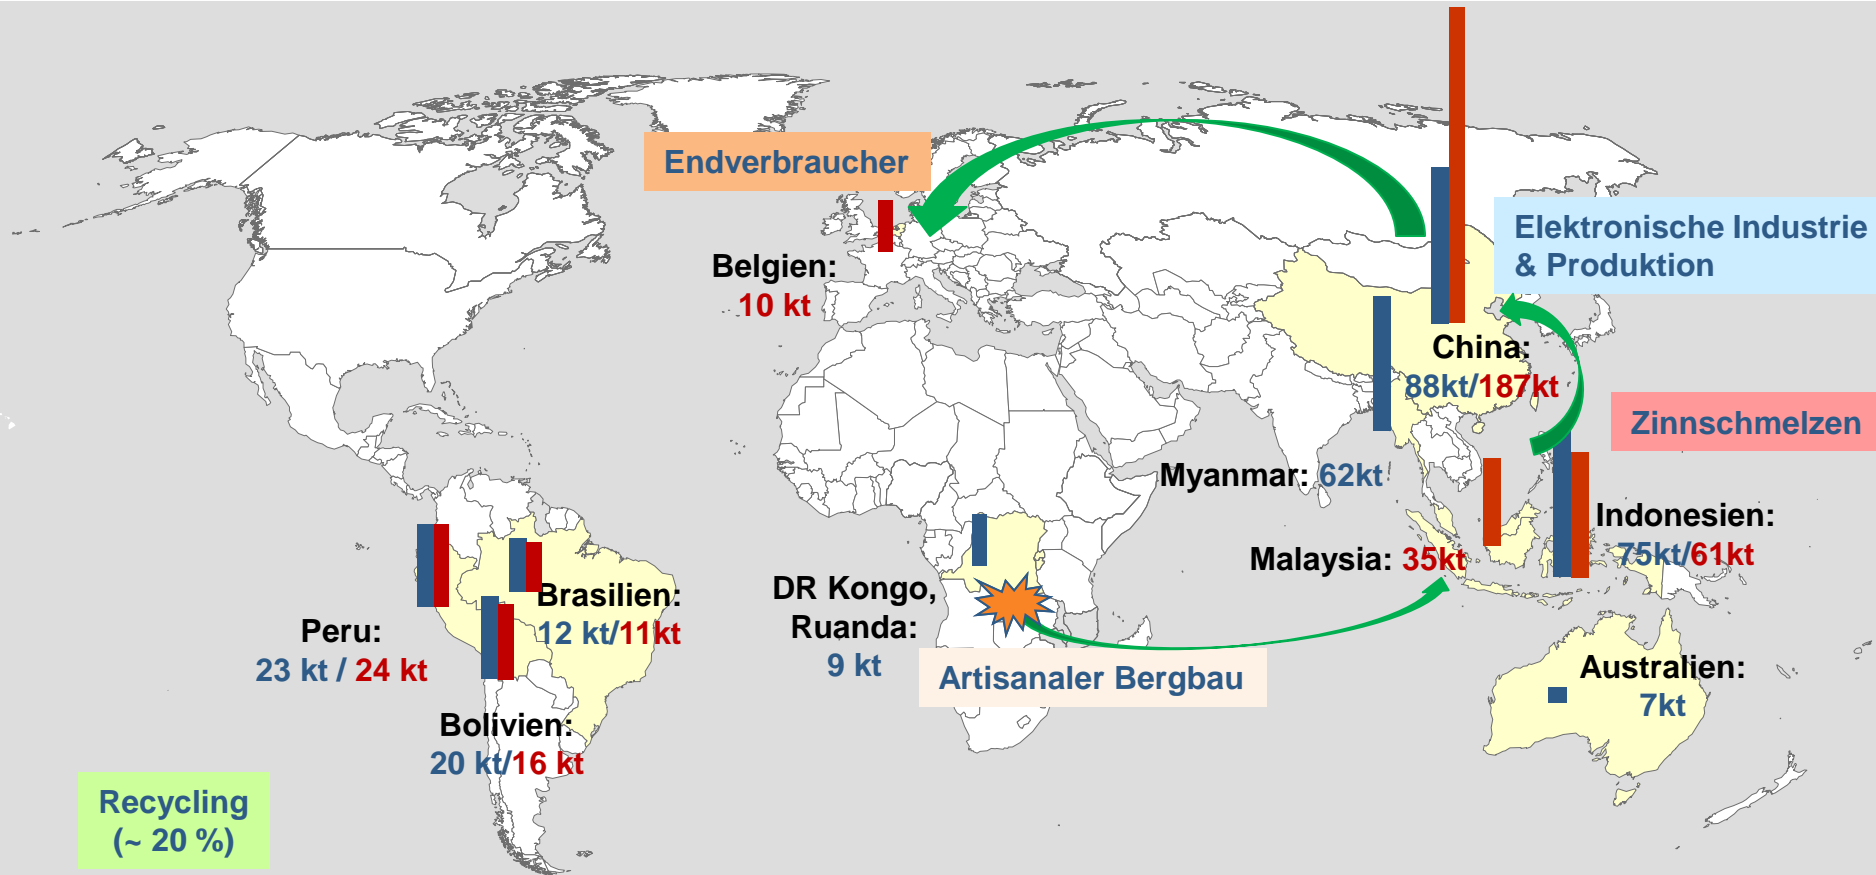 Endverbraucher
Elektronische Industrie
& Produktion
Belgien:
10 kt
China:
88kt/187kt
Zinnschmelzen
Myanmar: 62kt
Indonesien:
75kt/61kt
Malaysia: 35kt
DR Kongo,
Ruanda:
9 kt
Brasilien:
12 kt/11kt
Peru:
23 kt / 24 kt
Artisanaler Bergbau
Australien:
7kt
Bolivien:
20 kt/16 kt
Recycling
(~ 20 %)